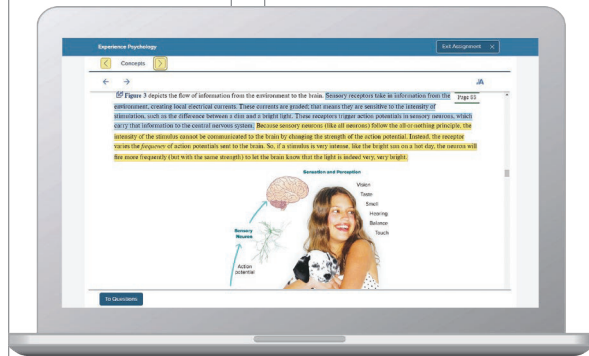 Experience Psychology
Exit Assignment X
Concepts
Figure 3 depicts the flow of information from the environment to the brain. Sensory receptors take in information from the
Page 93
environment, creating local electrical currents. These currents are graded; that means they are sensitive to the intensity of
stimulation, such as the difference between a dim and a bright light. These receptors trigger action potentials in sensory neurons, which
carry that information to the central nervous system. Because sensory neurons (like all neurons) follow the all-or-nothing principle, the
intensity of the stimulus cannot be communicated to the brain by changing the strength of the action potential. Instead, the receptor
varies the frequency of action potentials sent to the brain. So, if a stimulus is very intense, like the bright sun on a hot day, the neuron will
fire more frequently (but with the same strength) to let the brain know that the light is indeed very, very bright.
Sensation and Perception
Vision
Taste
Smell
Hearing
Balance
Touch
Sensory
Neuron
Action
potential
To Questions